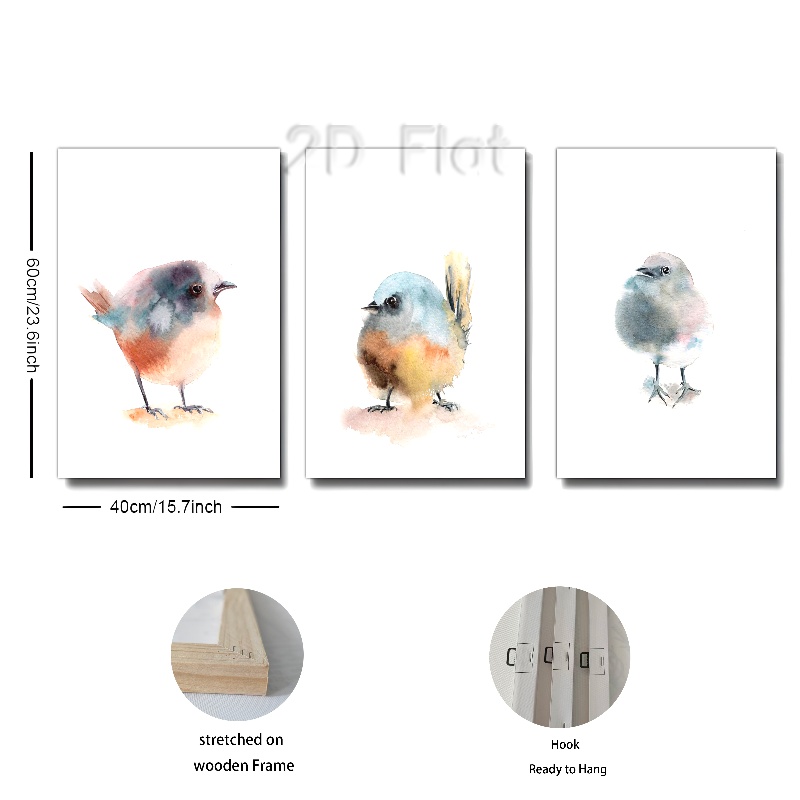 2D Flat
60cm/23.6inch
40cm/15.7inch
stretched on
wooden Frame
Hook
Ready to Hang